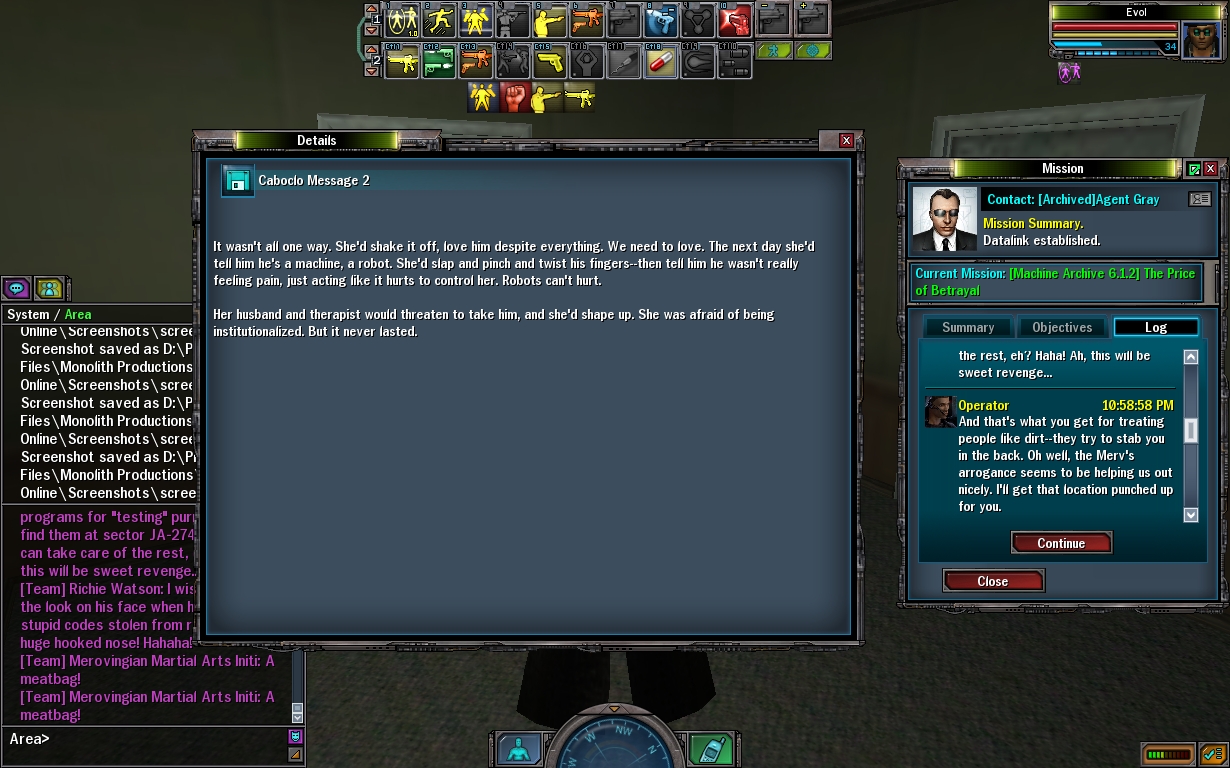 Evol
34
1
1.0
2
Details
Caboclo Message 2
It wasn't all one way. She'd shake it off, love him despite everything. We need to love. The next day she'd
tell him he's a machine, a robot. She'd slap and pinch and twist his fingers--then tell him he wasn't really
feeling pain, just acting like it hurts to control her. Robots can't hurt.
Her husband and therapist would threaten to take him, and she'd shape up. She was afraid of being
institutionalized. But it never lasted.
Mission
Contact: [Archived]Agent Gray
Mission Summary.
Datalink established.
Current Mission: [Machine Archive 6.1.2] The Price
of Betrayal
Summary
Objectives
Log
the rest, eh? Haha! Ah, this will be
sweet revenge...
Operator 10:58:58 PM
And that's what you get for treating
people like dirt--they try to stab you
in the back. Oh well, the Merv's
arrogance seems to be helping us out
nicely. I'll get that location punched up
for you.
Continue
Close
System / Area
Online\Screenshots\scree
Screenshot saved as D:\P
Files\Monolith Productions
Online\Screenshots\scree
Screenshot saved as D:\P
Files\Monolith Productions
Online\Screenshots\scree
Screenshot saved as D:\P
Files\Monolith Productions
Online\Screenshots\scree
programs for "testing" pur
find them at sector JA-274
can take care of the rest,
this will be sweet revenge..
[Team] Richie Watson: I wis
the look on his face when h
stupid codes stolen from r
huge hooked nose! Hahaha!
[Team] Merovingian Martial Arts Initi: A
meatbag!
[Team] Merovingian Martial Arts Initi: A
meatbag!
Area>
W
NW
N